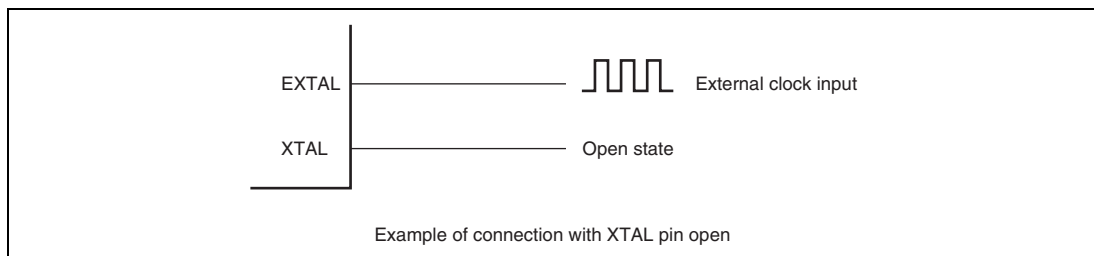 EXTAL
External clock input
XTAL
Open state
Example of connection with XTAL pin open